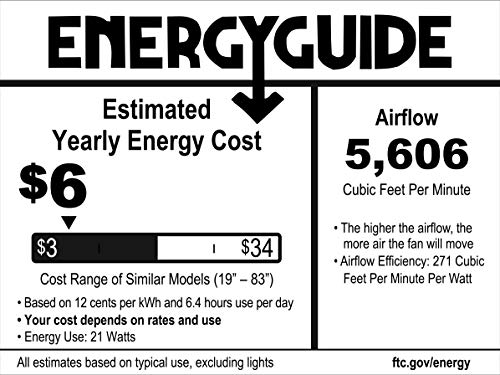 ENERGYGUIDE
Estimated
Yearly Energy Cost
$6
$3 $34
Cost Range of Similar Models (19” – 83”)
• Based on 12 cents per kWh and 6.4 hours use per day
• Your cost depends on rates and use
• Energy Use: 21 Watts
Airflow
5,606
Cubic Feet Per Minute
• The higher the airflow, the
more air the fan will move
• Airflow Efficiency: 271 Cubic
Feet Per Minute Per Watt
All estimates based on typical use, excluding lights
ftc.gov/energy